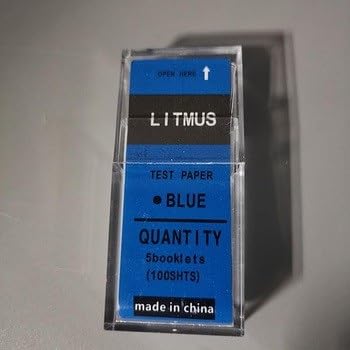 OPEN HERE ↑
LITMUS
TEST PAPER
• BLUE
QUANTITY
5booklets
(100SHTS)
made in china